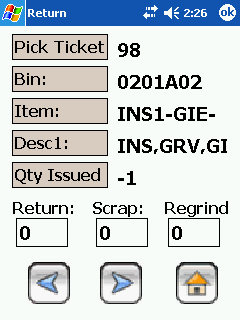 Return 2:26 ok
Pick Ticket 98
Bin: 0201A02
Item: INS1-GIE-
Desc1: INS,GRV,GI
Qty Issued -1
Return: Scrap: Regrind
0 0 0